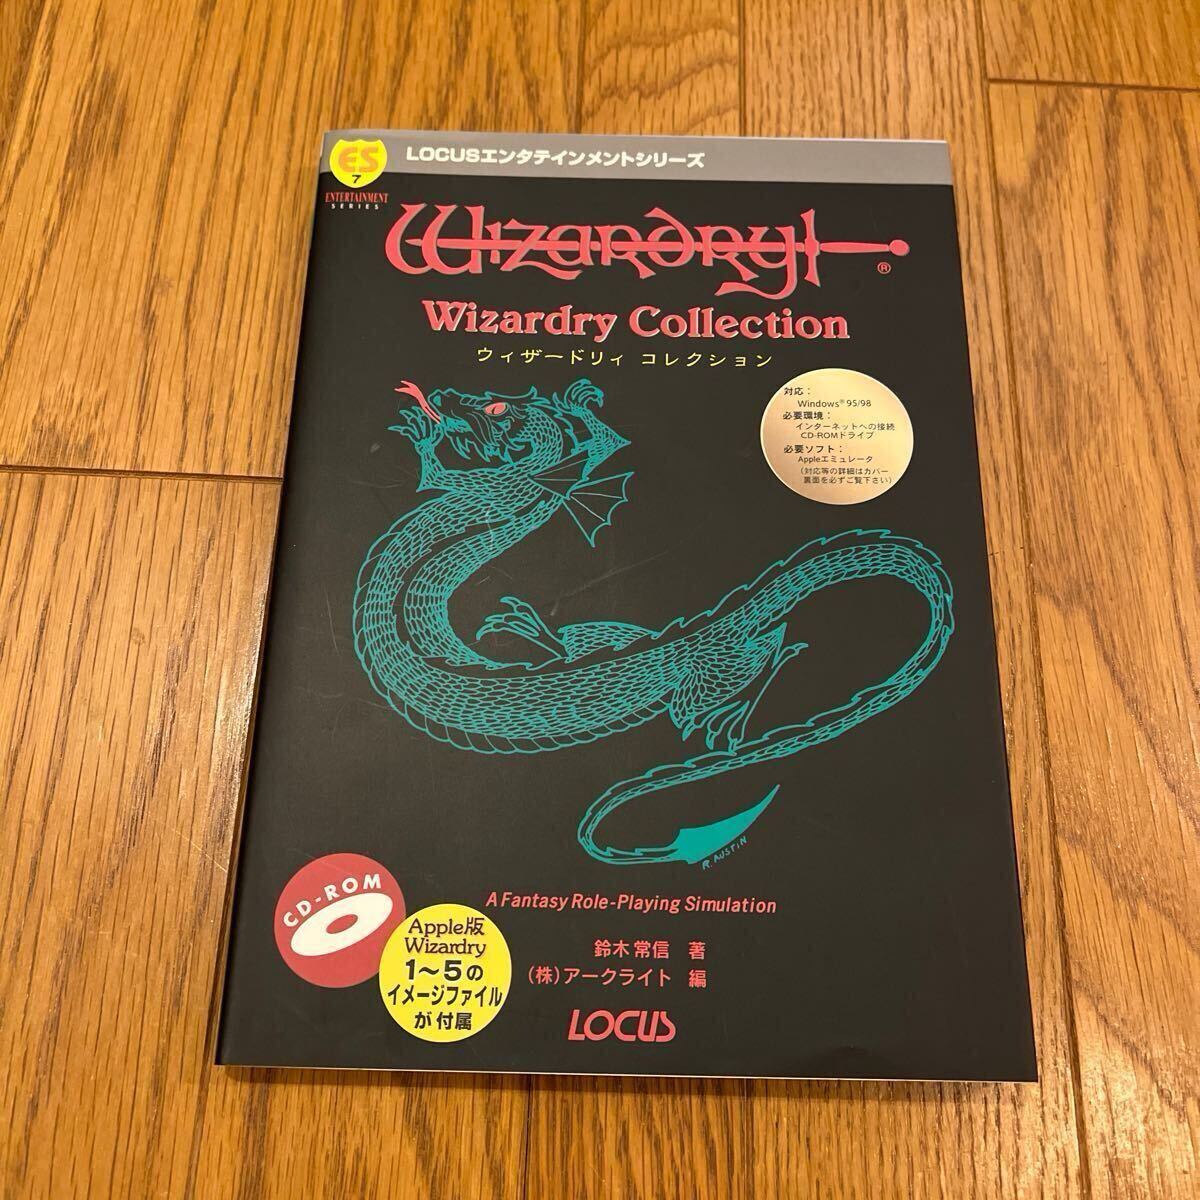 ES
7
ENTERTAINMENT
SERIES
LOCUSエンタテインメントシリーズ
Wizardry
®
Wizardry Collection
ウィザードリィ コレクション
対応：
Windows®95/98
必要環境：
インターネットへの接続
CD-ROMドライブ
必要ソフト：
Appleエミュレータ
（対応等の詳細はカバー
裏面を必ずご覧下さい）
R. AUSTIN
A Fantasy Role-Playing Simulation
CD-ROM
Apple版
Wizardry
1～5の
イメージファイル
が付属
鈴木 常信 著
(株)アークライト 編
LOCUS